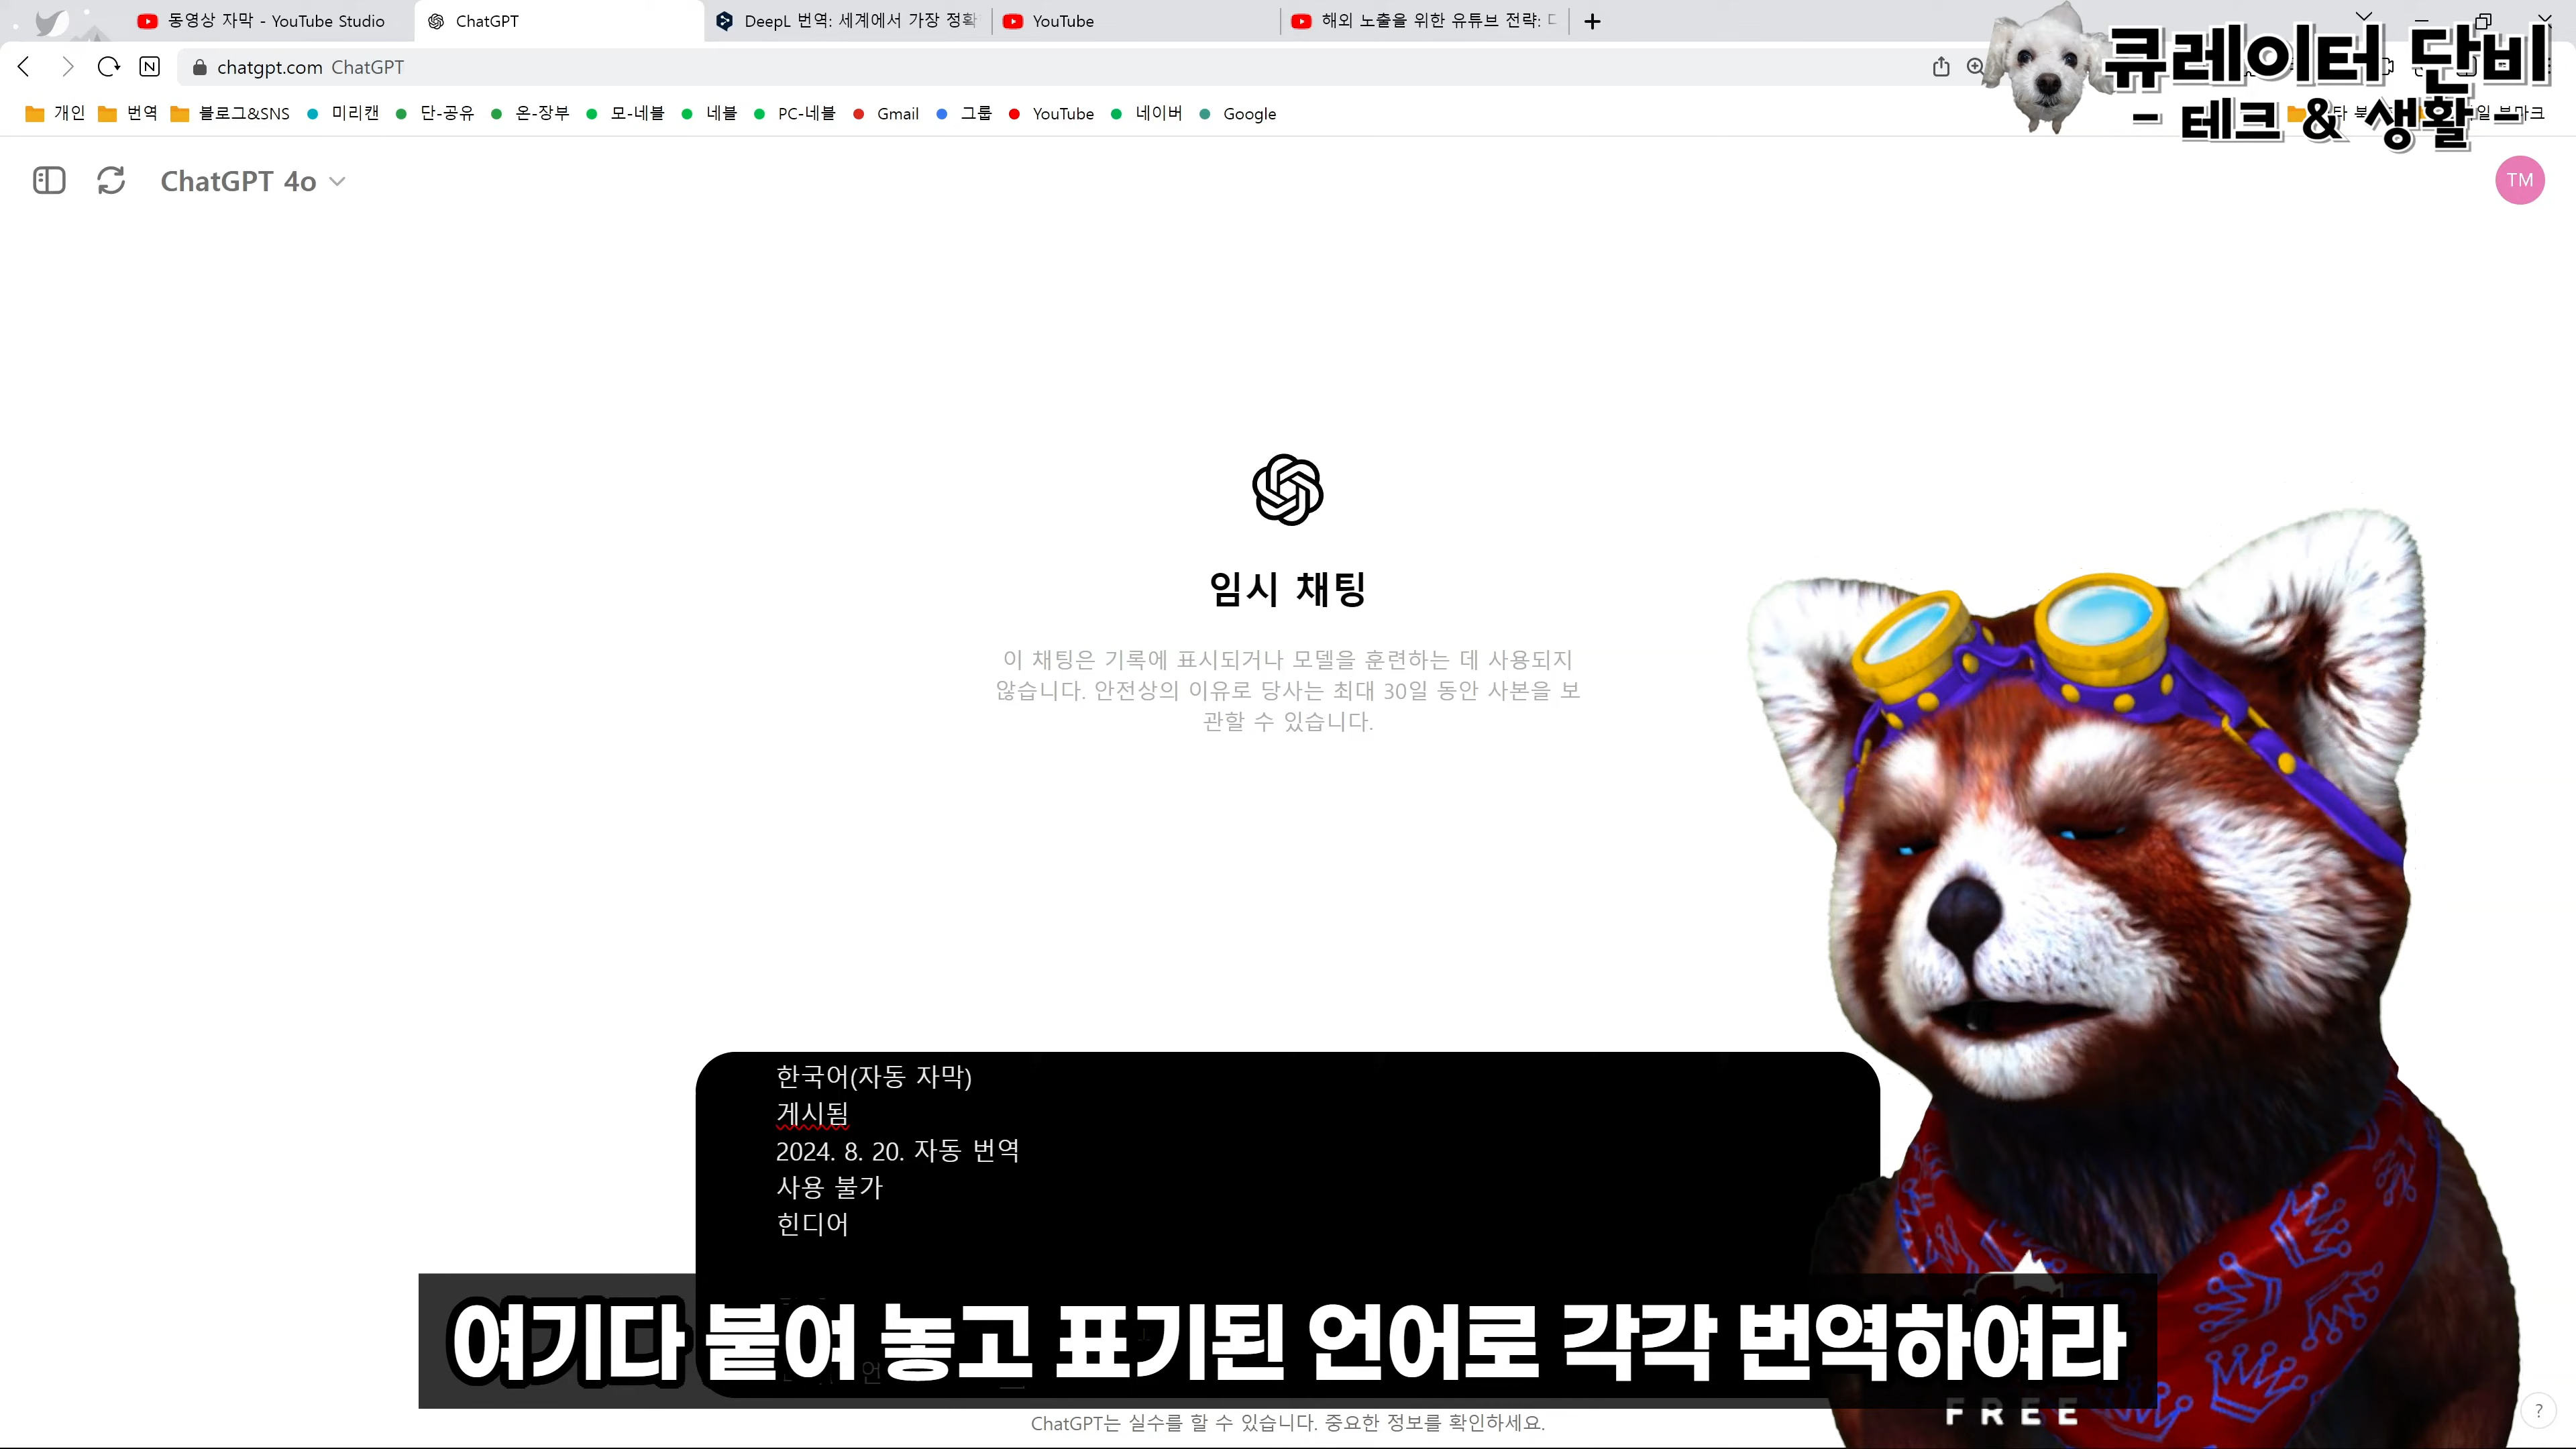 동영상 자막 - YouTube Studio
ChatGPT
DeepL 번역: 세계에서 가장 정확
YouTube
해외 노출을 위한 유튜브 전략:
chatgpt.com ChatGPT
큐레이터 단비
- 테크 & 생활 -
개인 번역 블로그&SNS 미리캔 단-공유 온-장부 모-네블 네블 PC-네블 Gmail 그룹 YouTube 네이버 Google
ChatGPT 4o
TM
임시 채팅
이 채팅은 기록에 표시되거나 모델을 훈련하는 데 사용되지
않습니다. 안전상의 이유로 당사는 최대 30일 동안 사본을 보
관할 수 있습니다.
한국어(자동 자막)
게시됨
2024. 8. 20. 자동 번역
사용 불가
힌디어
여기다 붙여 놓고 표기된 언어로 각각 번역하여라
FREE
ChatGPT는 실수를 할 수 있습니다. 중요한 정보를 확인하세요.
?